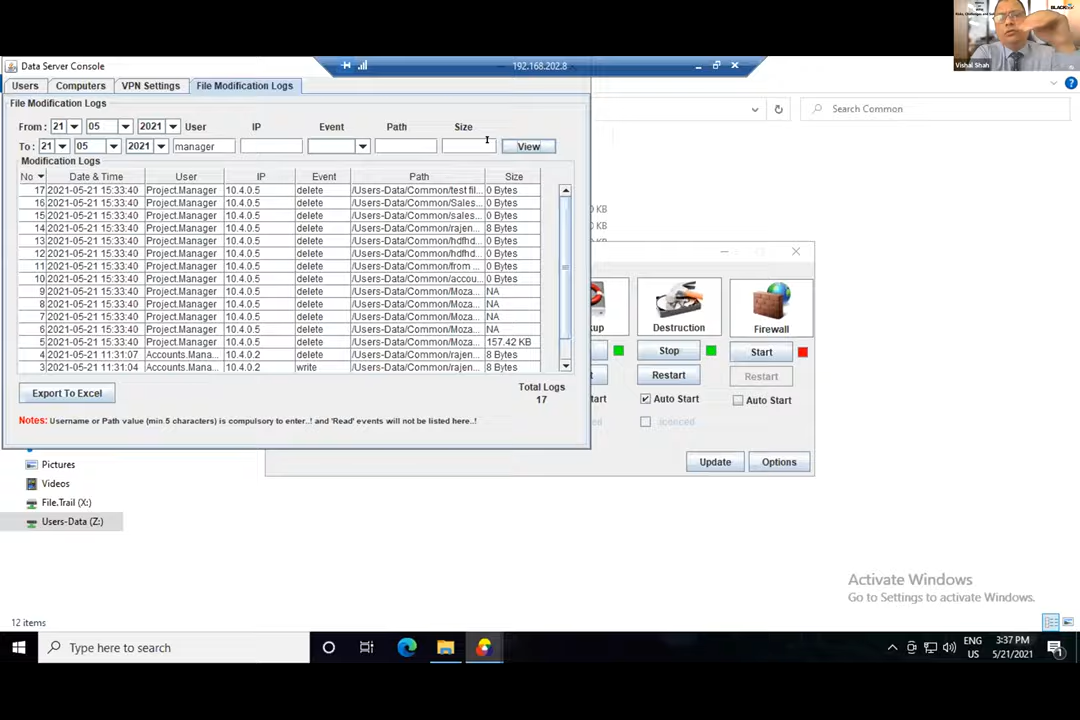 BLACK
Vishal Shah
Data Server Console
192.168.202.8
Users Computers VPN Settings File Modification Logs
File Modification Logs
Search Common
From : 21 05 2021 User IP Event Path Size
To : 21 05 2021 manager View
Modification Logs
No Date & Time User IP Event Path Size
17 2021-05-21 15:33:40 Project.Manager 10.4.0.5 delete /Users-Data/Common/test fil... 0 Bytes
16 2021-05-21 15:33:40 Project.Manager 10.4.0.5 delete /Users-Data/Common/Sales... 0 Bytes
15 2021-05-21 15:33:40 Project.Manager 10.4.0.5 delete /Users-Data/Common/sales... 0 Bytes
14 2021-05-21 15:33:40 Project.Manager 10.4.0.5 delete /Users-Data/Common/rajen... 8 Bytes
13 2021-05-21 15:33:40 Project.Manager 10.4.0.5 delete /Users-Data/Common/hdfhd... 0 Bytes
12 2021-05-21 15:33:40 Project.Manager 10.4.0.5 delete /Users-Data/Common/hdfhd... 0 Bytes
11 2021-05-21 15:33:40 Project.Manager 10.4.0.5 delete /Users-Data/Common/from ... 0 Bytes
10 2021-05-21 15:33:40 Project.Manager 10.4.0.5 delete /Users-Data/Common/accou... 0 Bytes
9 2021-05-21 15:33:40 Project.Manager 10.4.0.5 delete /Users-Data/Common/Moza... NA
8 2021-05-21 15:33:40 Project.Manager 10.4.0.5 delete /Users-Data/Common/Moza... NA
7 2021-05-21 15:33:40 Project.Manager 10.4.0.5 delete /Users-Data/Common/Moza... NA
6 2021-05-21 15:33:40 Project.Manager 10.4.0.5 delete /Users-Data/Common/Moza... NA
5 2021-05-21 15:33:40 Project.Manager 10.4.0.5 delete /Users-Data/Common/Moza... 157.42 KB
4 2021-05-21 11:31:07 Accounts.Mana... 10.4.0.2 delete /Users-Data/Common/rajen... 8 Bytes
3 2021-05-21 11:31:04 Accounts.Mana... 10.4.0.2 write /Users-Data/Common/rajen... 8 Bytes
Export To Excel
Total Logs
17
Notes: Username or Path value (min 5 characters) is compulsory to enter..! and 'Read' events will not be listed here..!
KB
KB
KB
Destruction Firewall
Stop Start
Restart Restart
Auto Start Auto Start
Update Options
Pictures
Videos
File.Trail (X:)
Users-Data (Z:)
Activate Windows
Go to Settings to activate Windows.
12 items
Type here to search
ENG
US
3:37 PM
5/21/2021
1